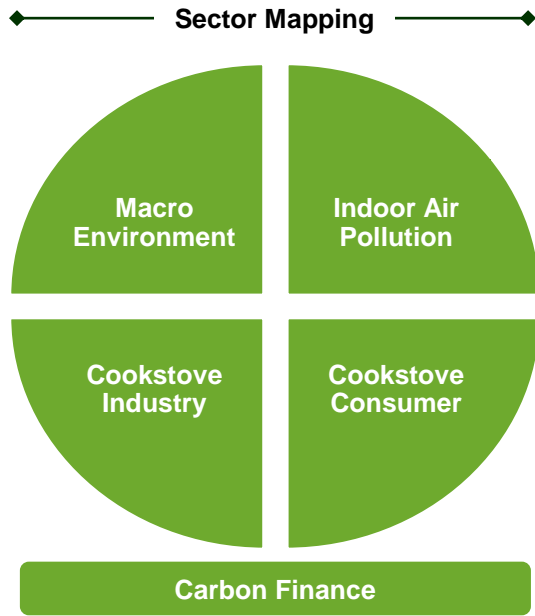 Sector Mapping
Macro
Environment
Indoor Air
Pollution
Cookstove
Industry
Cookstove
Consumer
Carbon Finance